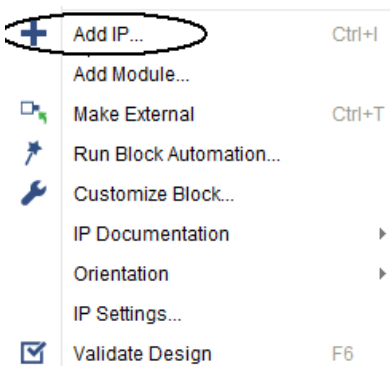 Add IP... Ctrl+I
Add Module...
Make External Ctrl+T
Run Block Automation...
Customize Block...
IP Documentation
Orientation
IP Settings...
Validate Design F6